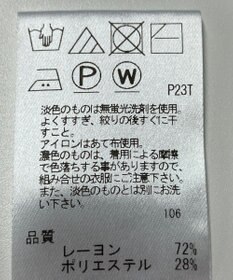 P
W
P23T
淡色のものは無蛍光洗剤を使用。
よくすすぎ、絞りの後すぐに干
すこと。
アイロンはあて布使用。
濃色のものは、着用による摩擦
で色落ちする事がありますので、
組み合せの衣服にご注意下さい。
また、淡色のものとは別にお洗
い下さい。
106
品質
レーヨン 72%
ポリエステル 28%